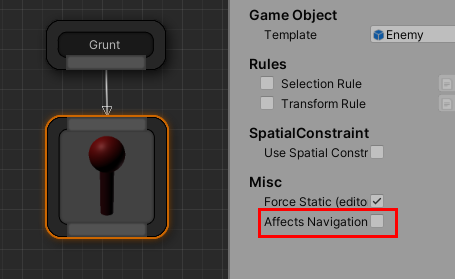 Grunt
Game Object
Template
Enemy
Rules
Selection Rule
Transform Rule
SpatialConstraint
Use Spatial Constr
Misc
Force Static (edito
Affects Navigation